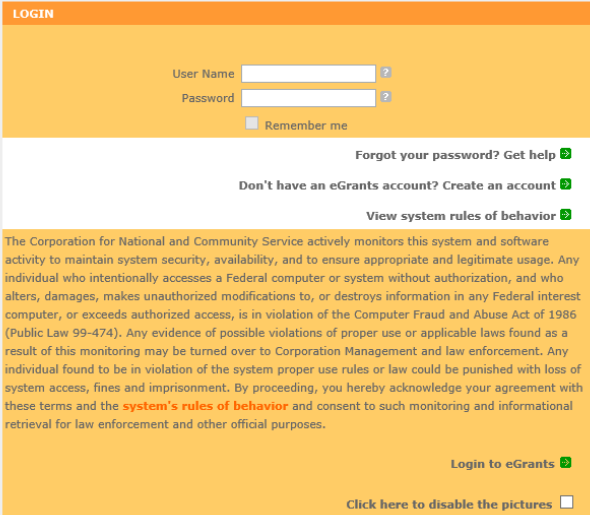 LOGIN
User Name ?
Password ?
Remember me
Forgot your password? Get help
Don't have an eGrants account? Create an account
View system rules of behavior
The Corporation for National and Community Service actively monitors this system and software
activity to maintain system security, availability, and to ensure appropriate and legitimate usage. Any
individual who intentionally accesses a Federal computer or system without authorization, and who
alters, damages, makes unauthorized modifications to, or destroys information in any Federal interest
computer, or exceeds authorized access, is in violation of the Computer Fraud and Abuse Act of 1986
(Public Law 99-474). Any evidence of possible violations of proper use or applicable laws found as a
result of this monitoring may be turned over to Corporation Management and law enforcement. Any
individual found to be in violation of the system proper use rules or law could be punished with loss of
system access, fines and imprisonment. By proceeding, you hereby acknowledge your agreement with
these terms and the system's rules of behavior and consent to such monitoring and informational
retrieval for law enforcement and other official purposes.
Login to eGrants
Click here to disable the pictures